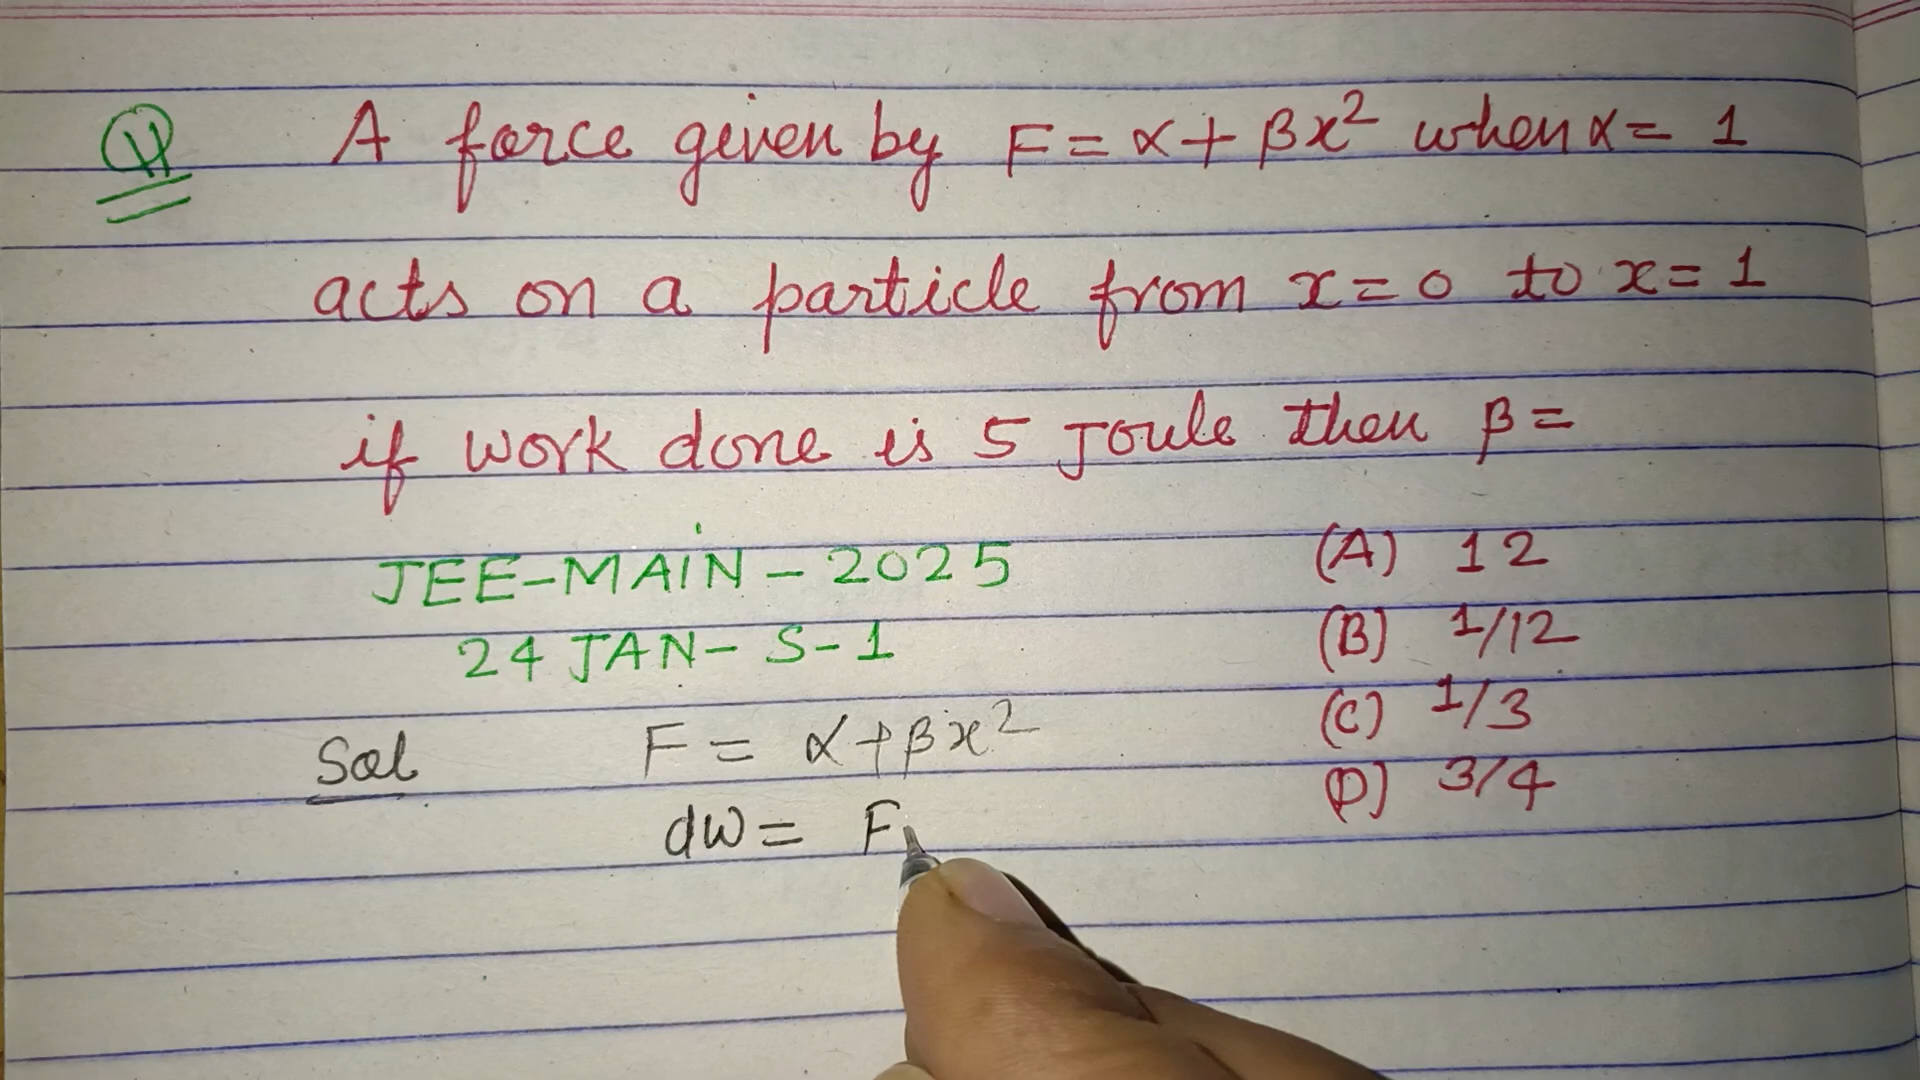 Q A force given by F = α + βx² when α = 1
acts on a particle from x = 0 to x = 1
if work done is 5 Joule then β =
JEE-MAIN-2025
24 JAN-S-1
(A) 12
(B) 1/12
(C) 1/3
(D) 3/4
Sol F = α + βx²
dw = F